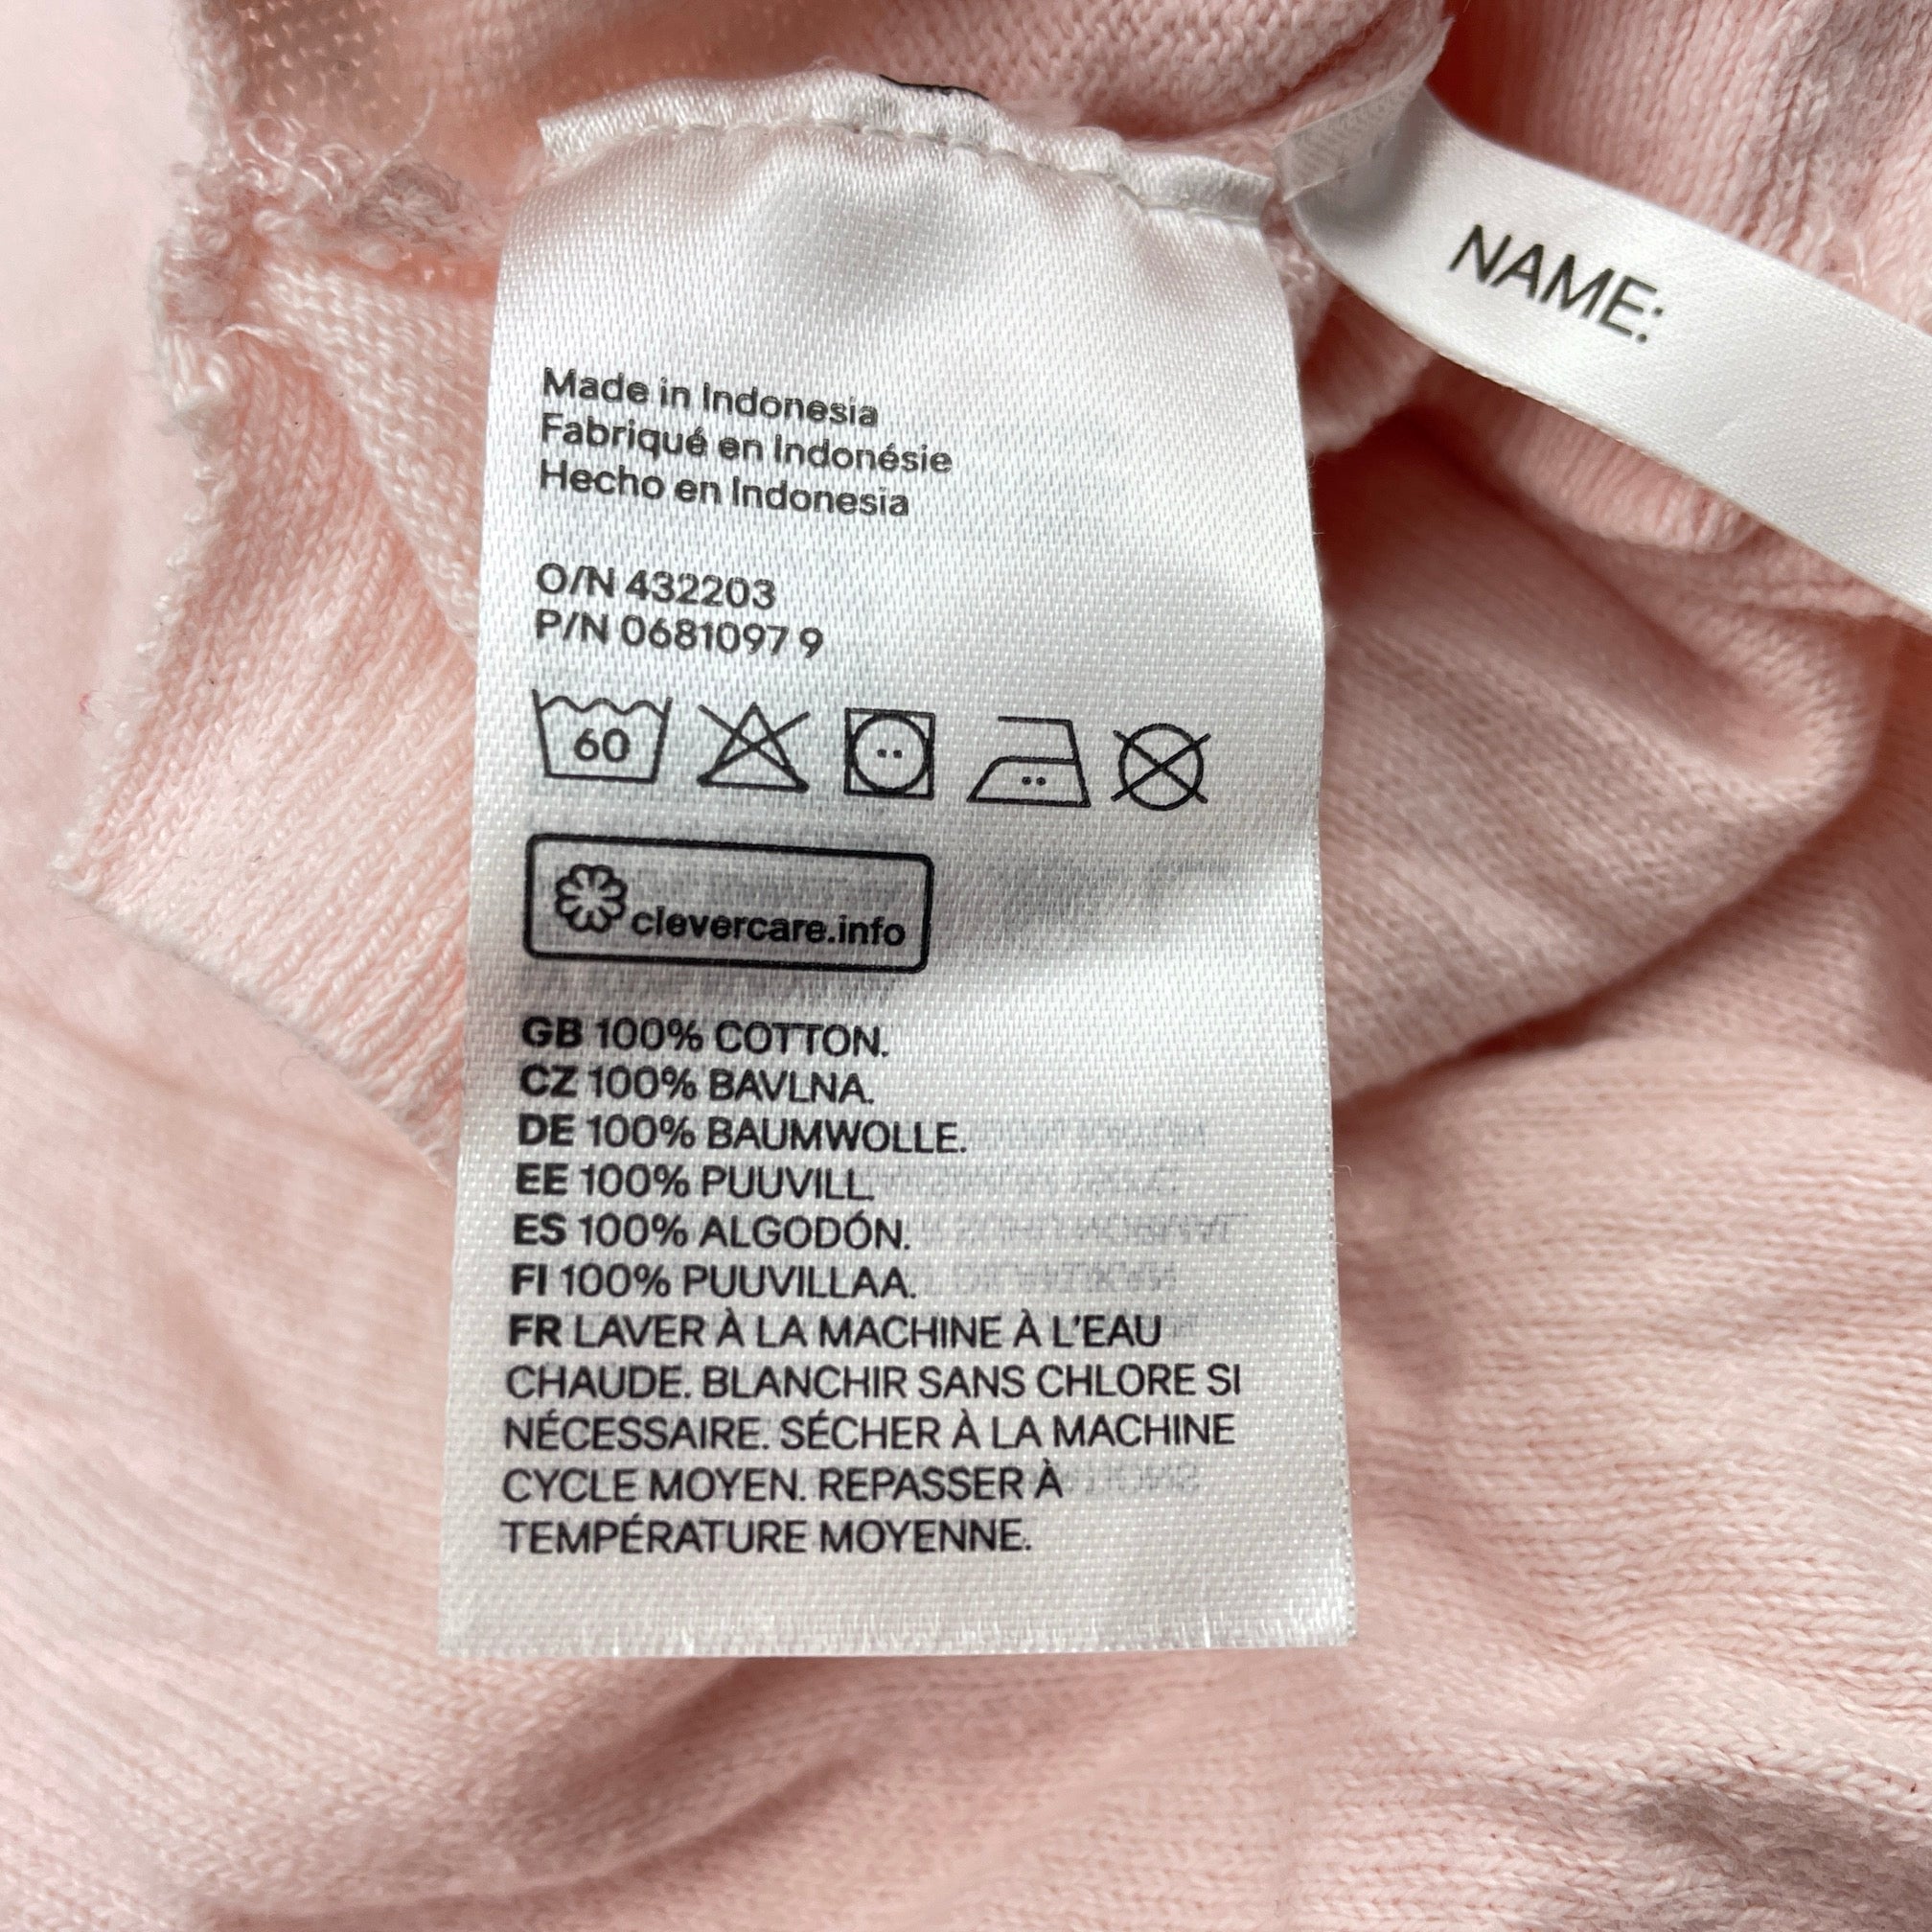 NAME:
Made in Indonesia
Fabriqué en Indonésie
Hecho en Indonesia
O/N 432203
P/N 0681097 9
60
clevercare.info
GB 100% COTTON.
CZ 100% BAVLNA.
DE 100% BAUMWOLLE.
EE 100% PUUVILL.
ES 100% ALGODÓN.
FI 100% PUUVILLAA.
FR LAVER À LA MACHINE À L'EAU
CHAUDE. BLANCHIR SANS CHLORE SI
NÉCESSAIRE. SÉCHER À LA MACHINE
CYCLE MOYEN. REPASSER À
TEMPÉRATURE MOYENNE.